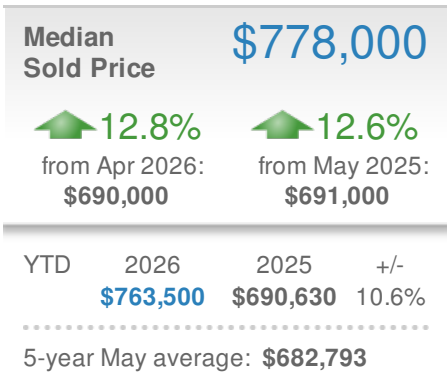 Median $778,000
Sold Price
12.8% 12.6%
from Apr 2026: from May 2025:
$690,000 $691,000
YTD 2026 2025 +/-
$763,500 $690,630 10.6%
5-year May average: $682,793